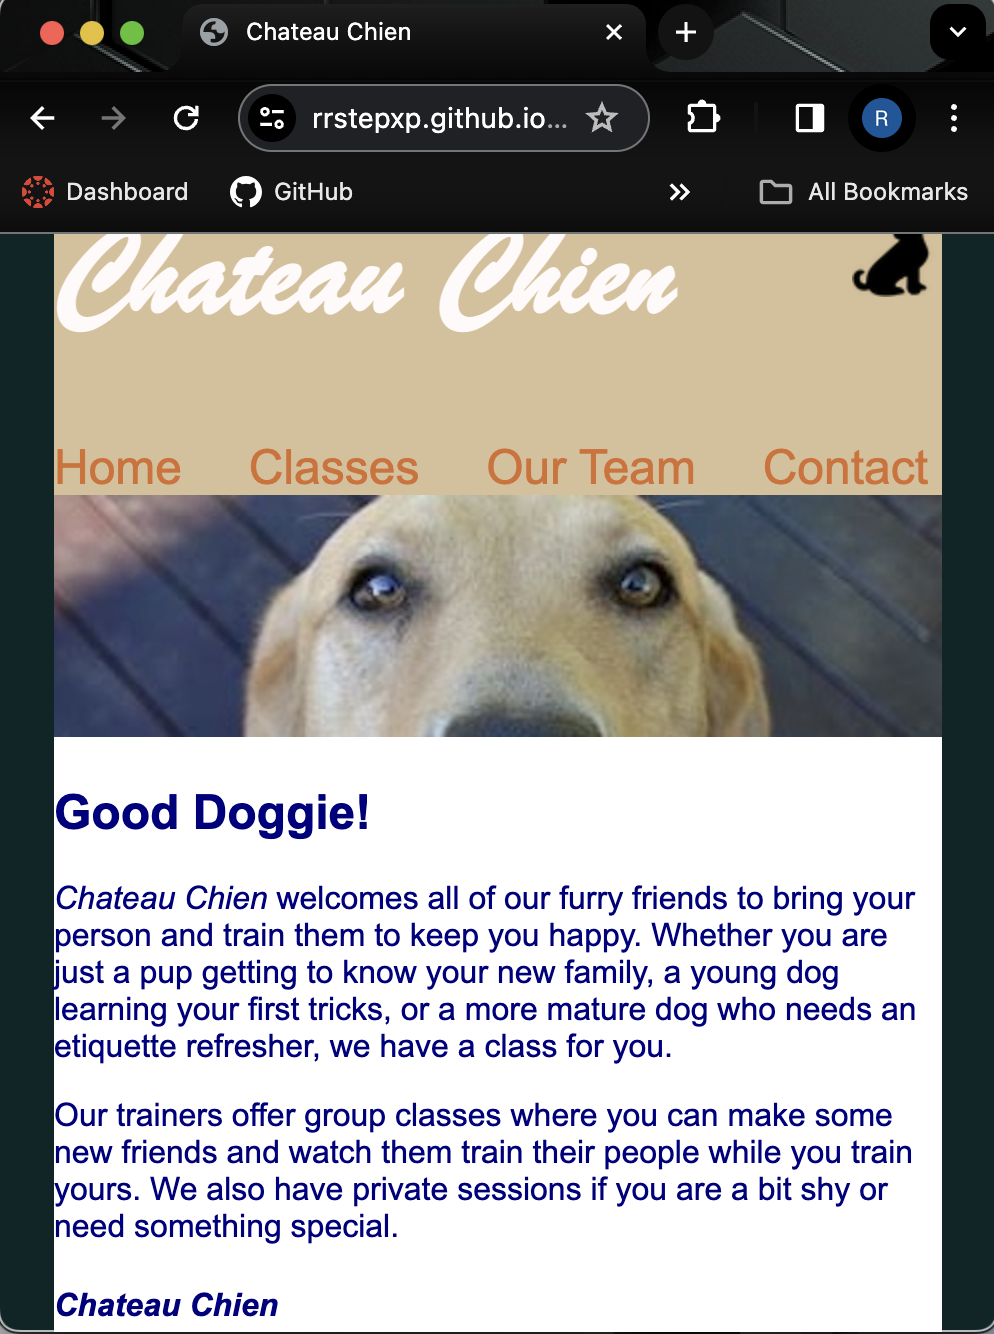 Chateau Chien
rrstepxp.github.io...
R
Dashboard GitHub All Bookmarks
Chateau Chien
Home Classes Our Team Contact
Good Doggie!
Chateau Chien welcomes all of our furry friends to bring your
person and train them to keep you happy. Whether you are
just a pup getting to know your new family, a young dog
learning your first tricks, or a more mature dog who needs an
etiquette refresher, we have a class for you.
Our trainers offer group classes where you can make some
new friends and watch them train their people while you train
yours. We also have private sessions if you are a bit shy or
need something special.
Chateau Chien